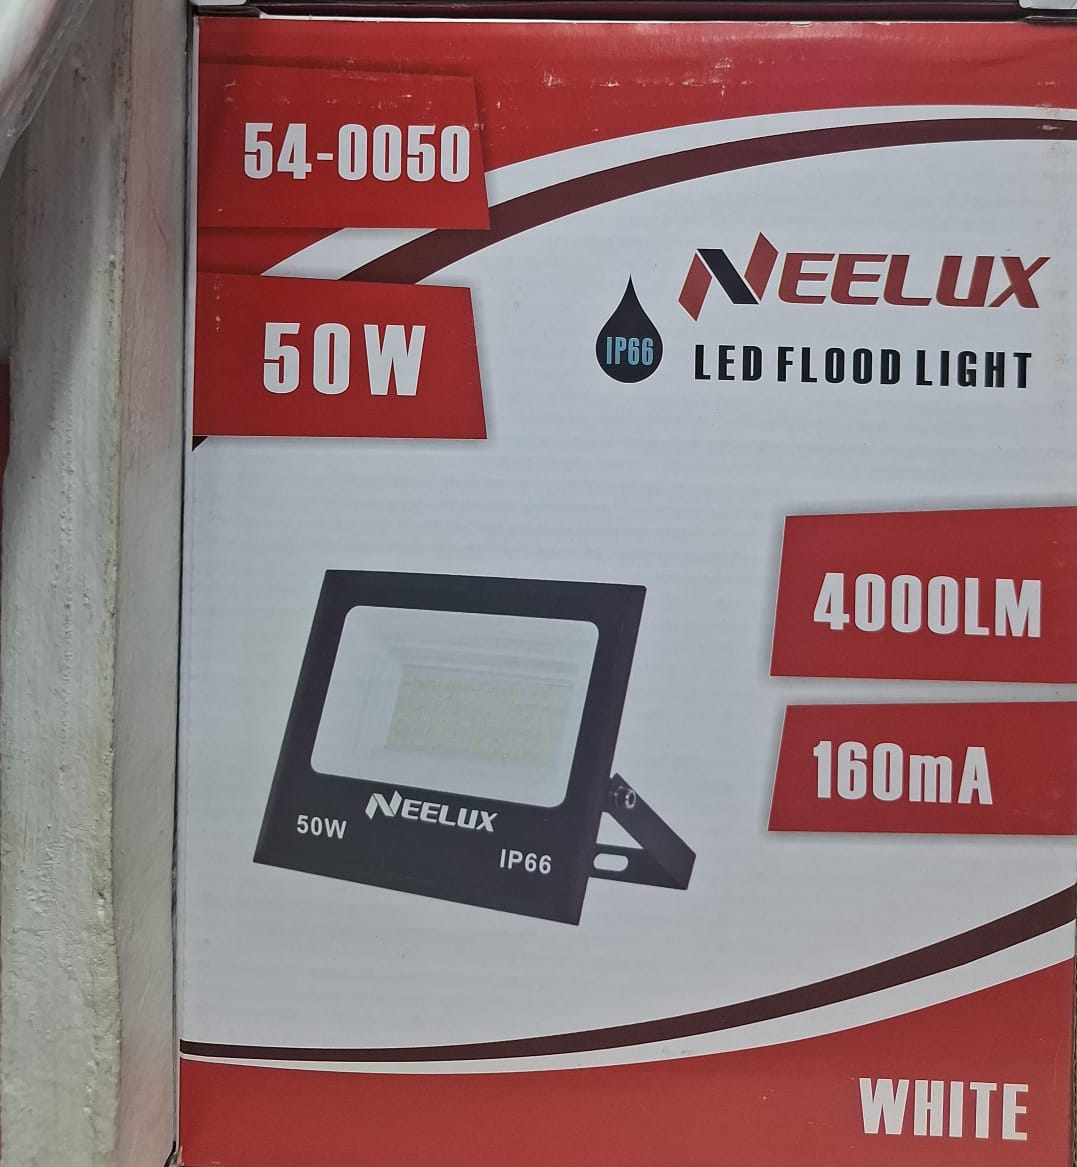 54-0050
50W
NEELUX
IP66
LED FLOOD LIGHT
4000LM
160mA
NEELUX
50W
IP66
WHITE